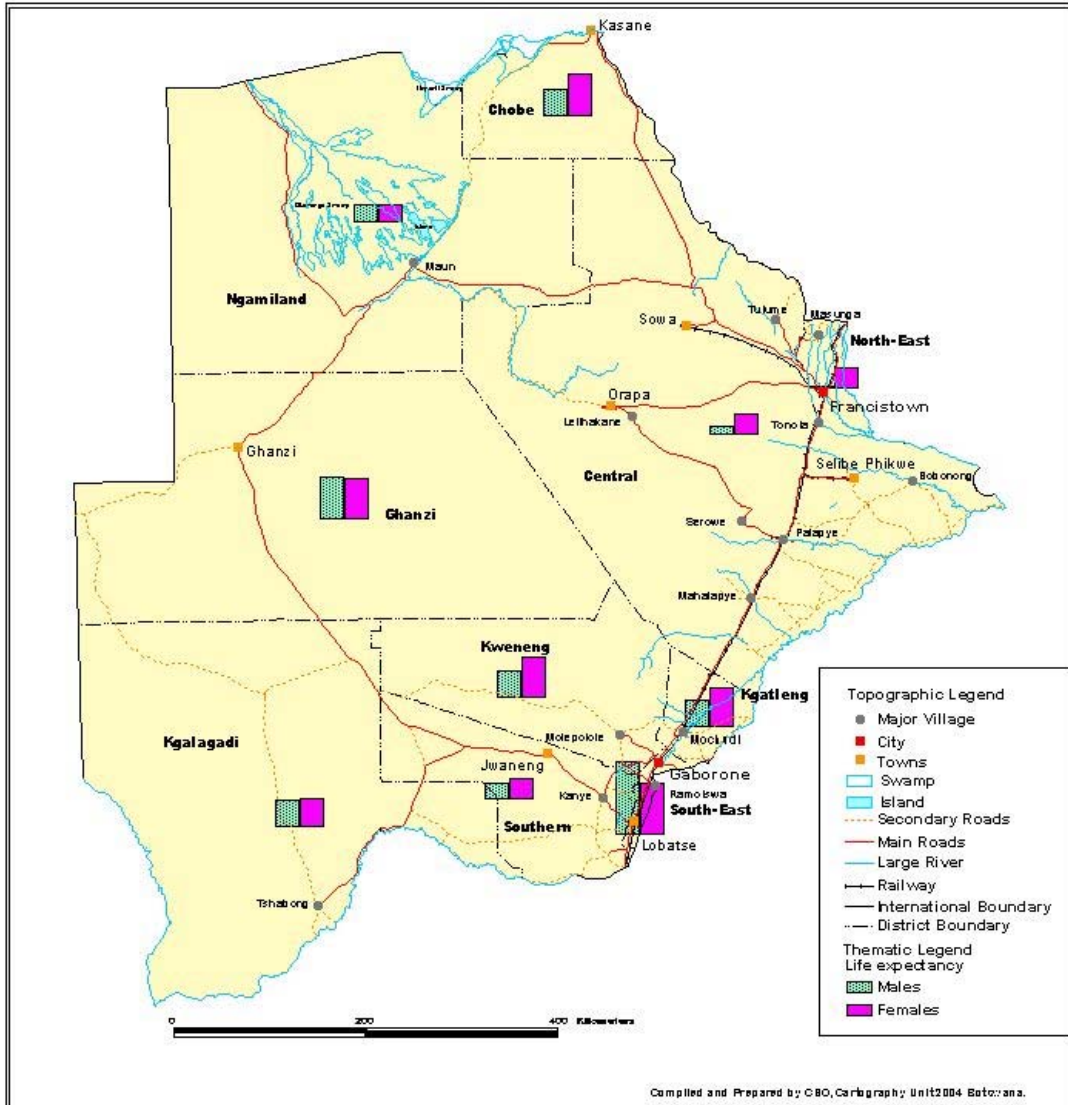 Kasane
Chobe
Maun
Ngamiland
Sowa
Tutume
Masunga
North-East
Orapa
Francistown
Letlhakane
Tonota
Ghanzi
Selibe Phikwe
Bobonong
Central
Ghanzi
Serowe
Palapye
Mahalapye
Kweneng
Kgatleng
Molepolole
Mochudi
Kgalagadi
Jwaneng
Gaborone
Kanye
Ramotswa
Southern
South-East
Lobatse
Tshabong
Topographic Legend
Major Village
City
Towns
Swamp
Island
Secondary Roads
Main Roads
Large River
Railway
International Boundary
District Boundary
Thematic Legend
Life expectancy
Males
Females
0 200 400 Kilometers
Compiled and Prepared by CSO, Cartography Unit 2004 Botswana.